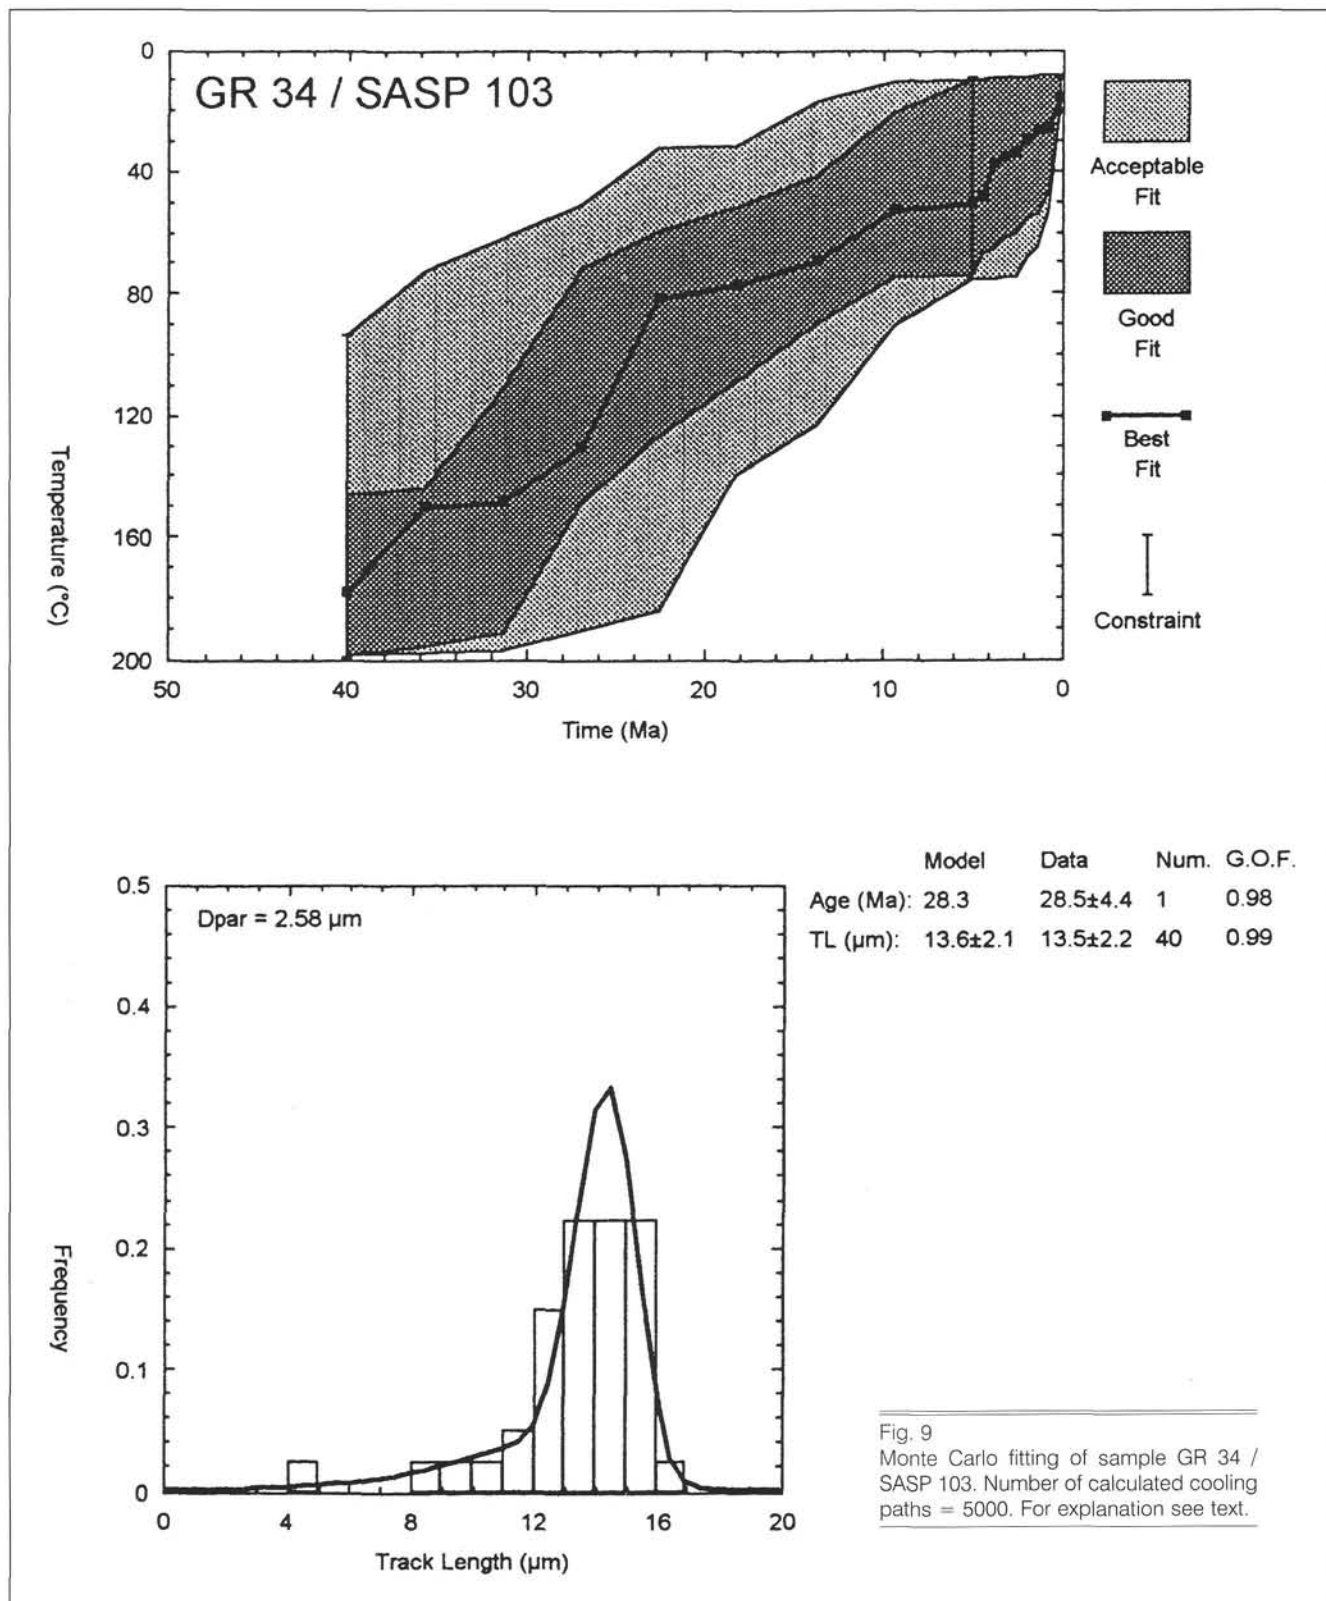 GR 34 / SASP 103
0
40
80
120
160
200
Temperature (°C)
50
40
30
20
10
0
Time (Ma)
Acceptable
Fit
Good
Fit
Best
Fit
Constraint
Model Data Num. G.O.F.
Age (Ma): 28.3 28.5±4.4 1 0.98
TL (µm): 13.6±2.1 13.5±2.2 40 0.99
Dpar = 2.58 µm
0.5
0.4
0.3
0.2
0.1
0
Frequency
0
4
8
12
16
20
Track Length (µm)
Fig. 9
Monte Carlo fitting of sample GR 34 /
SASP 103. Number of calculated cooling
paths = 5000. For explanation see text.